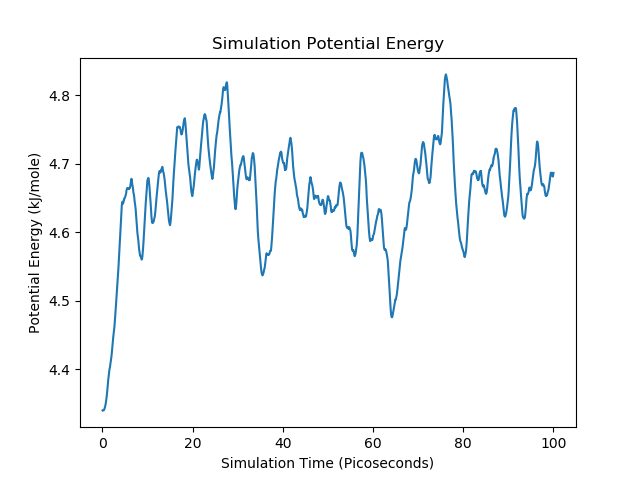 Simulation Potential Energy
Potential Energy (kJ/mole)
4.8
4.7
4.6
4.5
4.4
0 20 40 60 80 100
Simulation Time (Picoseconds)